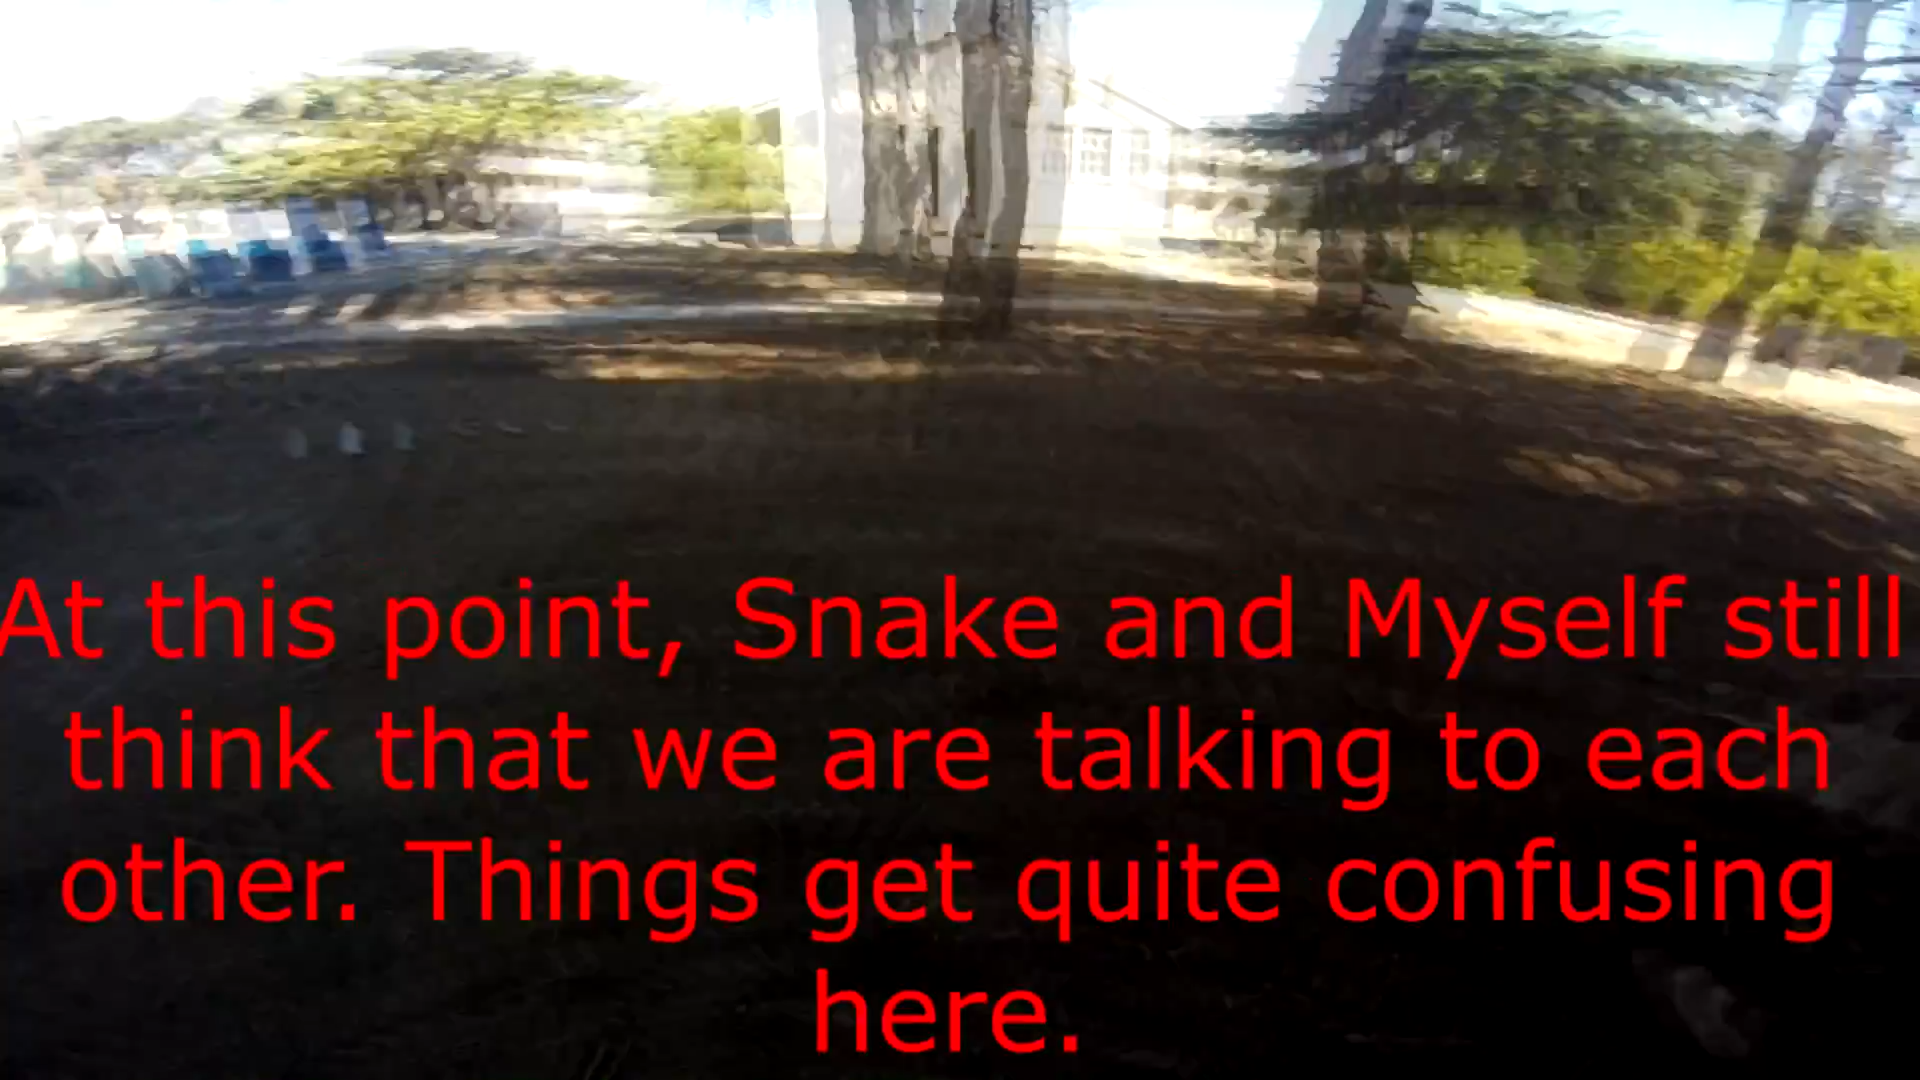 At this point, Snake and Myself still
think that we are talking to each
other. Things get quite confusing
here.